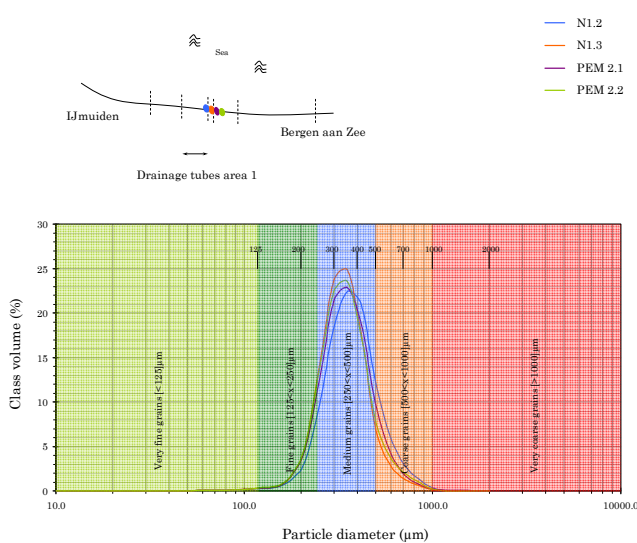 N1.2
N1.3
PEM 2.1
PEM 2.2
Sea
IJmuiden
Bergen aan Zee
Drainage tubes area 1
30
25
20
15
10
5
0
Class volume (%)
125
200
300
400
500
700
1000
2000
Very fine grains [<125]μm
Fine grains [125<x<250]μm
Medium grains [250<x<500]μm
Coarse grains [500<x<1000]μm
Very coarse grains [>1000]μm
10.0
100.0
1000.0
10000.0
Particle diameter (μm)